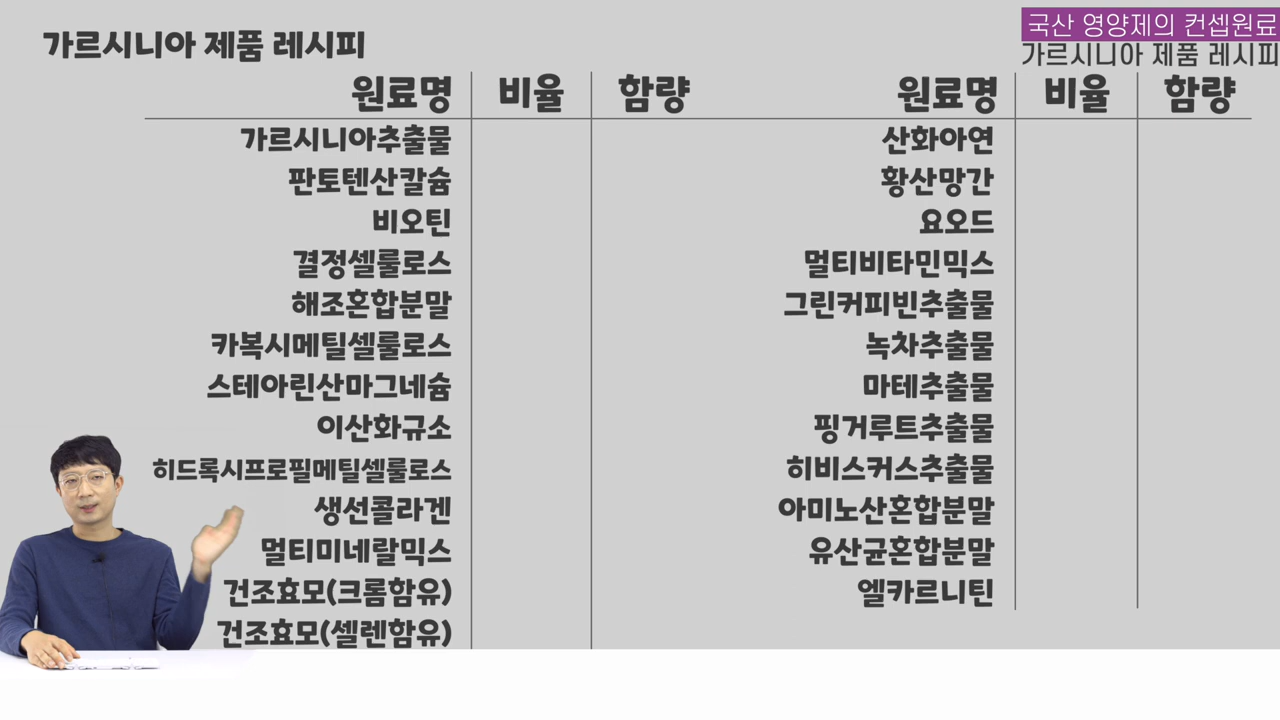 국산 영양제의 컨셉원료
가르시니아 제품 레시피
가르시니아 제품 레시피
원료명 비율 함량
가르시니아추출물
판토텐산칼슘
비오틴
결정셀룰로스
해조혼합분말
카복시메틸셀룰로스
스테아린산마그네슘
이산화규소
히드록시프로필메틸셀룰로스
생선콜라겐
멀티미네랄믹스
건조효모(크롬함유)
건조효모(셀렌함유)
원료명 비율 함량
산화아연
황산망간
요오드
멀티비타민믹스
그린커피빈추출물
녹차추출물
마테추출물
핑거루트추출물
히비스커스추출물
아미노산혼합분말
유산균혼합분말
엘카르니틴